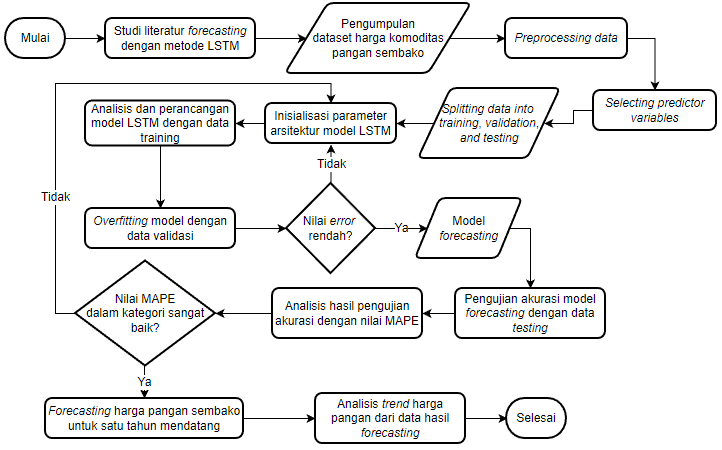 Mulai
Studi literatur forecasting
dengan metode LSTM
Pengumpulan
dataset harga komoditas
pangan sembako
Preprocessing data
Selecting predictor
variables
Splitting data into
training, validation,
and testing
Inisialisasi parameter
arsitektur model LSTM
Analisis dan perancangan
model LSTM dengan data
training
Overfitting model dengan
data validasi
Nilai error
rendah?
Tidak
Ya
Model
forecasting
Pengujian akurasi model
forecasting dengan data
testing
Analisis hasil pengujian
akurasi dengan nilai MAPE
Nilai MAPE
dalam kategori sangat
baik?
Tidak
Ya
Forecasting harga pangan sembako
untuk satu tahun mendatang
Analisis trend harga
pangan dari data hasil
forecasting
Selesai